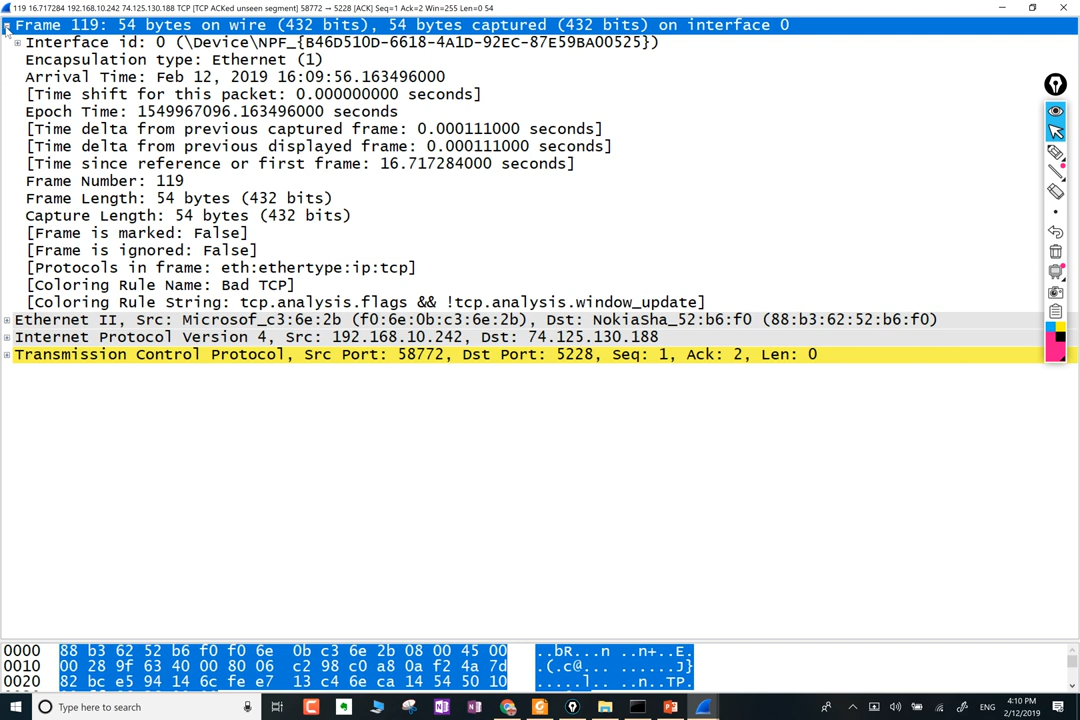 119 16.717284 192.168.10.242 74.125.130.188 TCP [TCP ACKed unseen segment] 58772 → 5228 [ACK] Seq=1 Ack=2 Win=255 Len=0 54
Frame 119: 54 bytes on wire (432 bits), 54 bytes captured (432 bits) on interface 0
Interface id: 0 (\Device\NPF_{B46D510D-6618-4A1D-92EC-87E59BA00525})
Encapsulation type: Ethernet (1)
Arrival Time: Feb 12, 2019 16:09:56.163496000
[Time shift for this packet: 0.000000000 seconds]
Epoch Time: 1549967096.163496000 seconds
[Time delta from previous captured frame: 0.000111000 seconds]
[Time delta from previous displayed frame: 0.000111000 seconds]
[Time since reference or first frame: 16.717284000 seconds]
Frame Number: 119
Frame Length: 54 bytes (432 bits)
Capture Length: 54 bytes (432 bits)
[Frame is marked: False]
[Frame is ignored: False]
[Protocols in frame: eth:ethertype:ip:tcp]
[Coloring Rule Name: Bad TCP]
[Coloring Rule String: tcp.analysis.flags && !tcp.analysis.window_update]
Ethernet II, Src: Microsof_c3:6e:2b (f0:6e:0b:c3:6e:2b), Dst: NokiaSha_52:b6:f0 (88:b3:62:52:b6:f0)
Internet Protocol Version 4, Src: 192.168.10.242, Dst: 74.125.130.188
Transmission Control Protocol, Src Port: 58772, Dst Port: 5228, Seq: 1, Ack: 2, Len: 0
0000 88 b3 62 52 b6 f0 f0 6e 0b c3 6e 2b 08 00 45 00 ..bR...n ..n+..E.
0010 00 28 9f 63 40 00 80 06 c2 98 c0 a8 0a f2 4a 7d .(.c@... ......J}
0020 82 bc e5 94 14 6c fe e7 13 c4 6e ca 14 54 50 10 .....l.. ..n..TP.
Type here to search
ENG
4:10 PM
2/12/2019